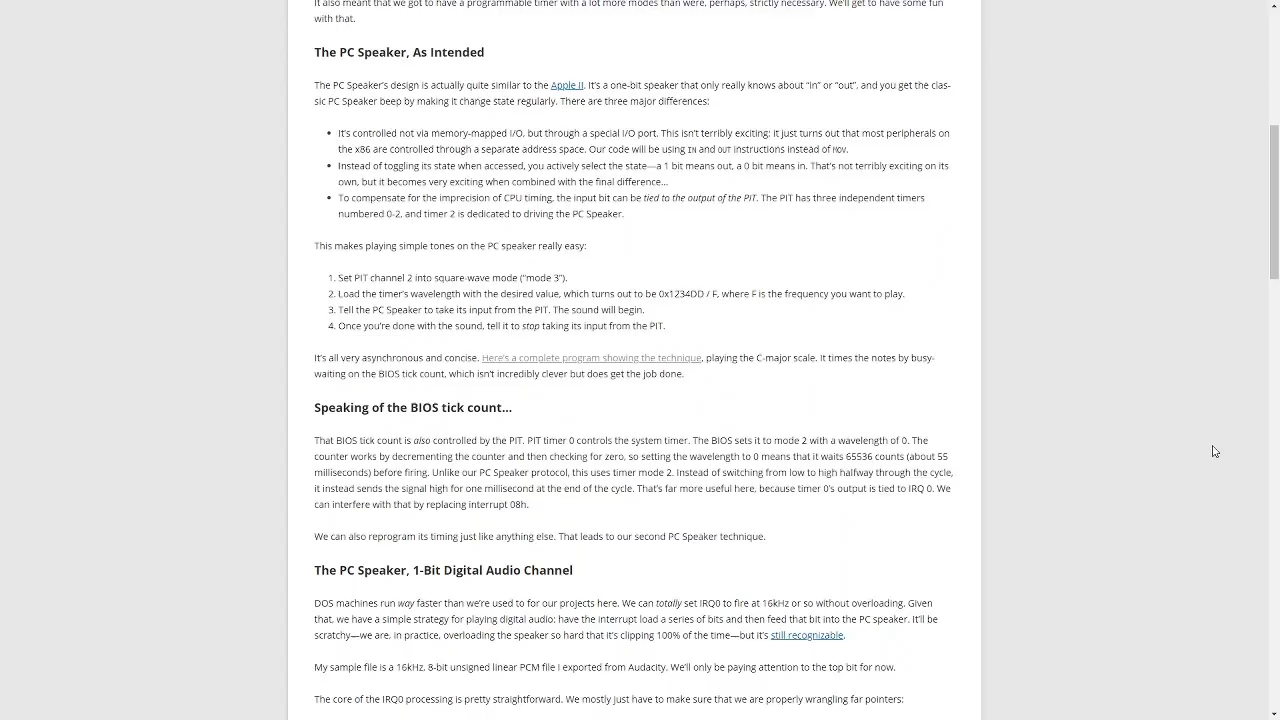 It also meant that we got to have a programmable timer with a lot more modes than were, perhaps, strictly necessary. We'll get to have some fun
with that.
The PC Speaker, As Intended
The PC Speaker's design is actually quite similar to the Apple II. It's a one-bit speaker that only really knows about “in” or “out”, and you get the clas-
sic PC Speaker beep by making it change state regularly. There are three major differences:
• It's controlled not via memory-mapped I/O, but through a special I/O port. This isn't terribly exciting; it just turns out that most peripherals on
the x86 are controlled through a separate address space. Our code will be using IN and OUT instructions instead of MOV.
• Instead of toggling its state when accessed, you actively select the state—a 1 bit means out, a 0 bit means in. That's not terribly exciting on its
own, but it becomes very exciting when combined with the final difference…
• To compensate for the imprecision of CPU timing, the input bit can be tied to the output of the PIT. The PIT has three independent timers
numbered 0-2, and timer 2 is dedicated to driving the PC Speaker.
This makes playing simple tones on the PC speaker really easy:
1. Set PIT channel 2 into square-wave mode (“mode 3”).
2. Load the timer's wavelength with the desired value, which turns out to be 0x1234DD / F, where F is the frequency you want to play.
3. Tell the PC Speaker to take its input from the PIT. The sound will begin.
4. Once you're done with the sound, tell it to stop taking its input from the PIT.
It's all very asynchronous and concise. Here's a complete program showing the technique, playing the C-major scale. It times the notes by busy-
waiting on the BIOS tick count, which isn't incredibly clever but does get the job done.
Speaking of the BIOS tick count…
That BIOS tick count is also controlled by the PIT. PIT timer 0 controls the system timer. The BIOS sets it to mode 2 with a wavelength of 0. The
counter works by decrementing the counter and then checking for zero, so setting the wavelength to 0 means that it waits 65536 counts (about 55
milliseconds) before firing. Unlike our PC Speaker protocol, this uses timer mode 2. Instead of switching from low to high halfway through the cycle,
it instead sends the signal high for one millisecond at the end of the cycle. That's far more useful here, because timer 0's output is tied to IRQ 0. We
can interfere with that by replacing interrupt 08h.
We can also reprogram its timing just like anything else. That leads to our second PC Speaker technique.
The PC Speaker, 1-Bit Digital Audio Channel
DOS machines run way faster than we're used to for our projects here. We can totally set IRQ0 to fire at 16kHz or so without overloading. Given
that, we have a simple strategy for playing digital audio: have the interrupt load a series of bits and then feed that bit into the PC speaker. It'll be
scratchy—we are, in practice, overloading the speaker so hard that it's clipping 100% of the time—but it's still recognizable.
My sample file is a 16kHz, 8-bit unsigned linear PCM file I exported from Audacity. We'll only be paying attention to the top bit for now.
The core of the IRQ0 processing is pretty straightforward. We mostly just have to make sure that we are properly wrangling far pointers: